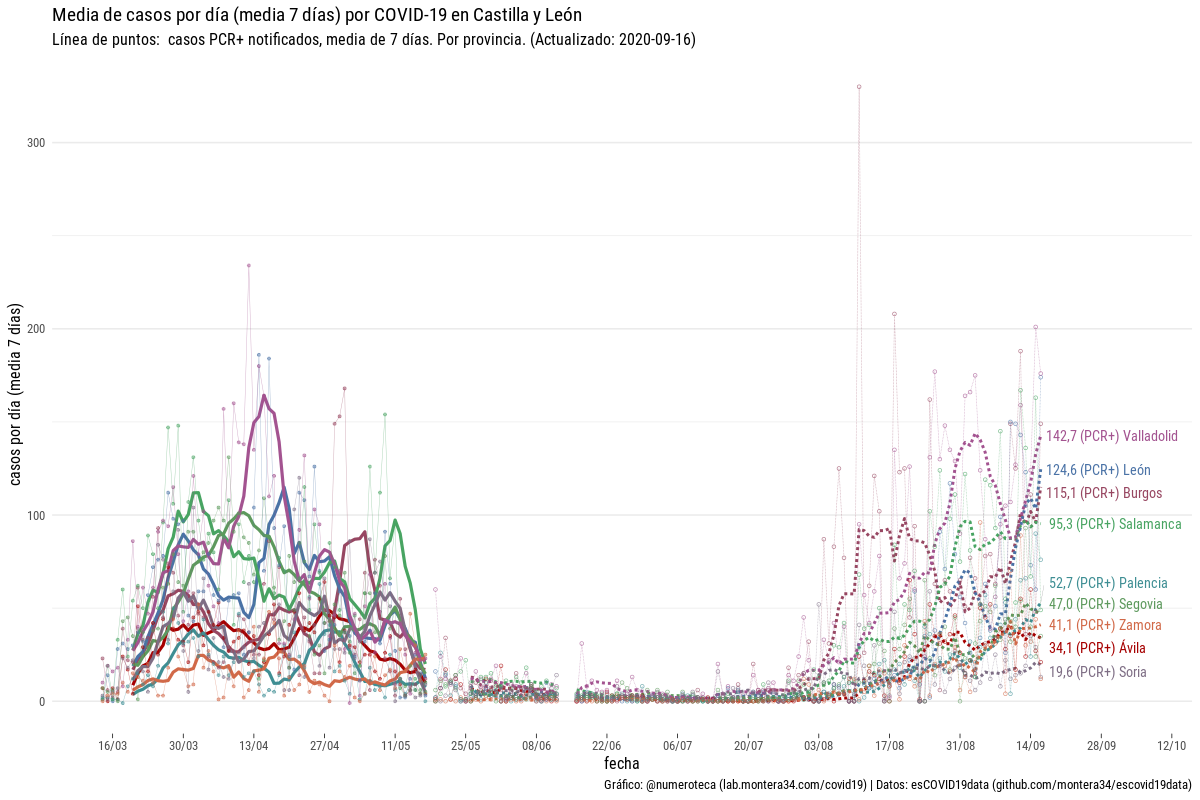 Media de casos por día (media 7 días) por COVID-19 en Castilla y León
Línea de puntos:  casos PCR+ notificados, media de 7 días. Por provincia. (Actualizado: 2020-09-16)
casos por día (media 7 días)
300
200
100
0
142,7 (PCR+) Valladolid
124,6 (PCR+) León
115,1 (PCR+) Burgos
95,3 (PCR+) Salamanca
52,7 (PCR+) Palencia
47,0 (PCR+) Segovia
41,1 (PCR+) Zamora
34,1 (PCR+) Ávila
19,6 (PCR+) Soria
16/03 30/03 13/04 27/04 11/05 25/05 08/06 22/06 06/07 20/07 03/08 17/08 31/08 14/09 28/09 12/10
fecha
Gráfico: @numeroteca (lab.montera34.com/covid19) | Datos: esCOVID19data (github.com/montera34/escovid19data)